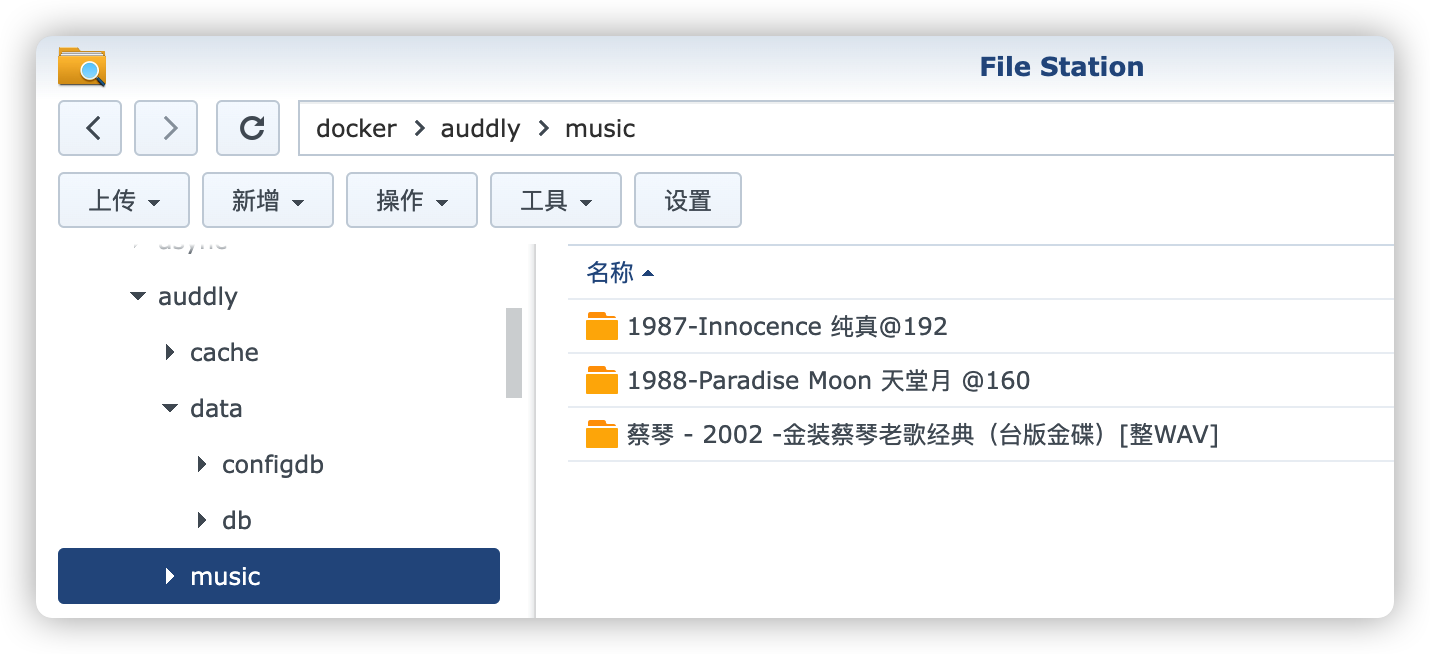 File Station
docker > auddly > music
上传 新增 操作 工具 设置
auddly
cache
data
configdb
db
music
名称
1987-Innocence 纯真@192
1988-Paradise Moon 天堂月 @160
蔡琴 - 2002 -金装蔡琴老歌经典（台版金碟）[整WAV]